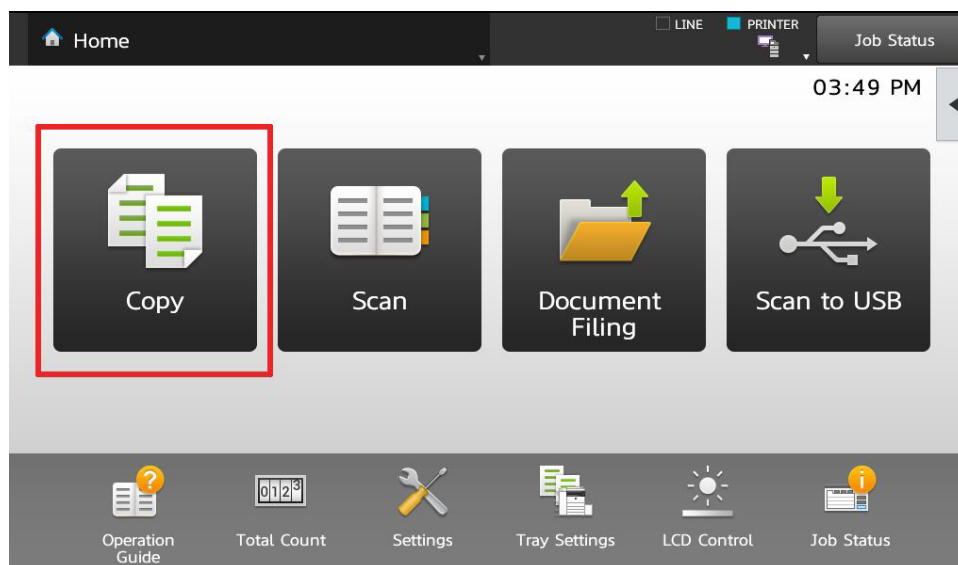 Home
LINE
PRINTER
Job Status
03:49 PM
Copy
Scan
Document
Filing
Scan to USB
0123
Operation
Guide
Total Count
Settings
Tray Settings
LCD Control
Job Status